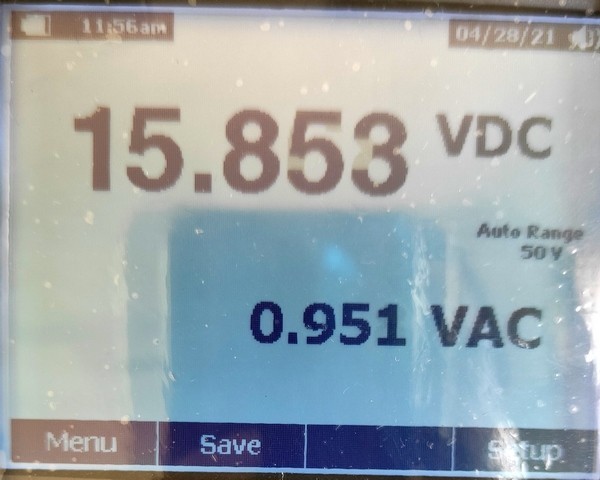 11:56am 04/28/21
15.853 VDC
Auto Range
50 V
0.951 VAC
Menu Save Setup